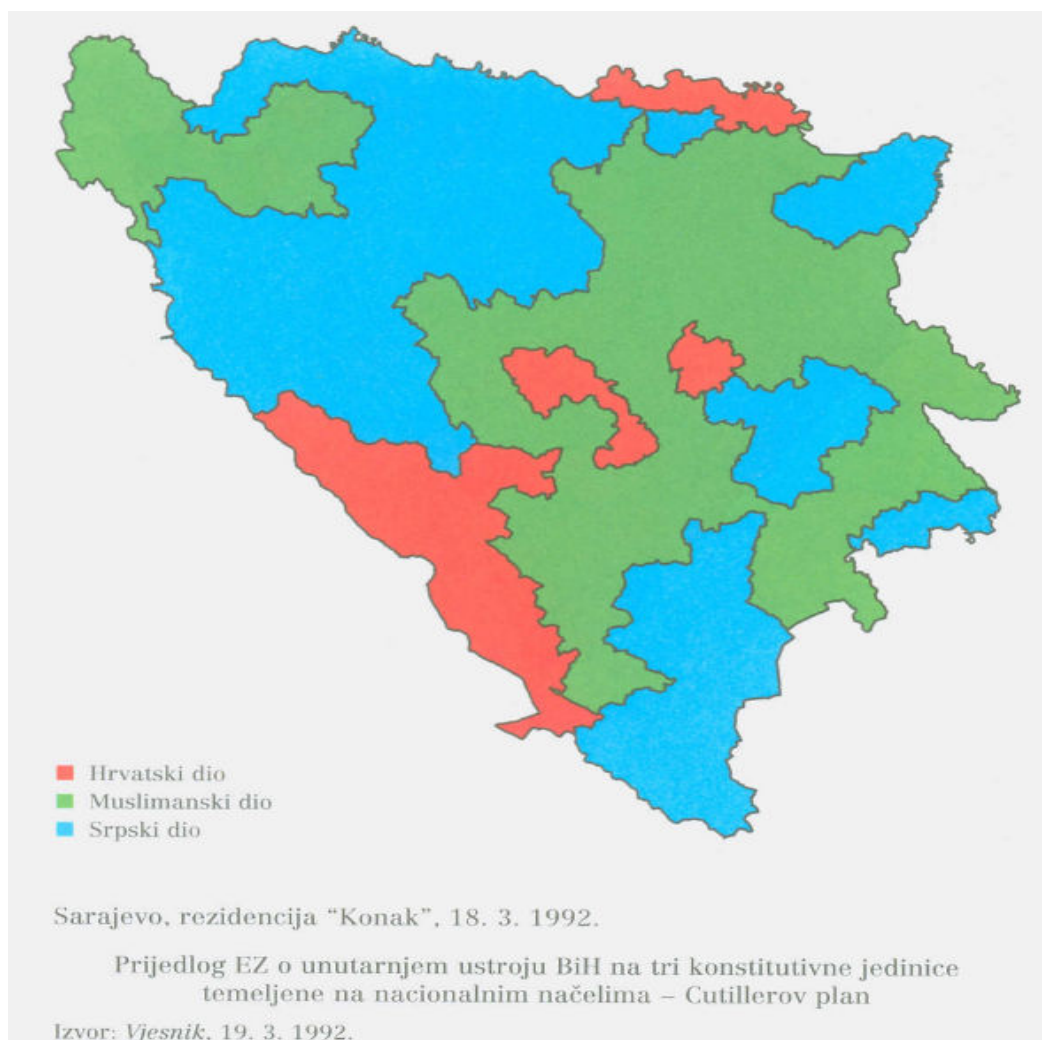 Hrvatski dio
Muslimanski dio
Srpski dio
Sarajevo, rezidencija “Konak”, 18. 3. 1992.
Prijedlog EZ o unutarnjem ustroju BiH na tri konstitutivne jedinice
temeljene na nacionalnim načelima – Cutillerov plan
Izvor: Vjesnik, 19. 3. 1992.